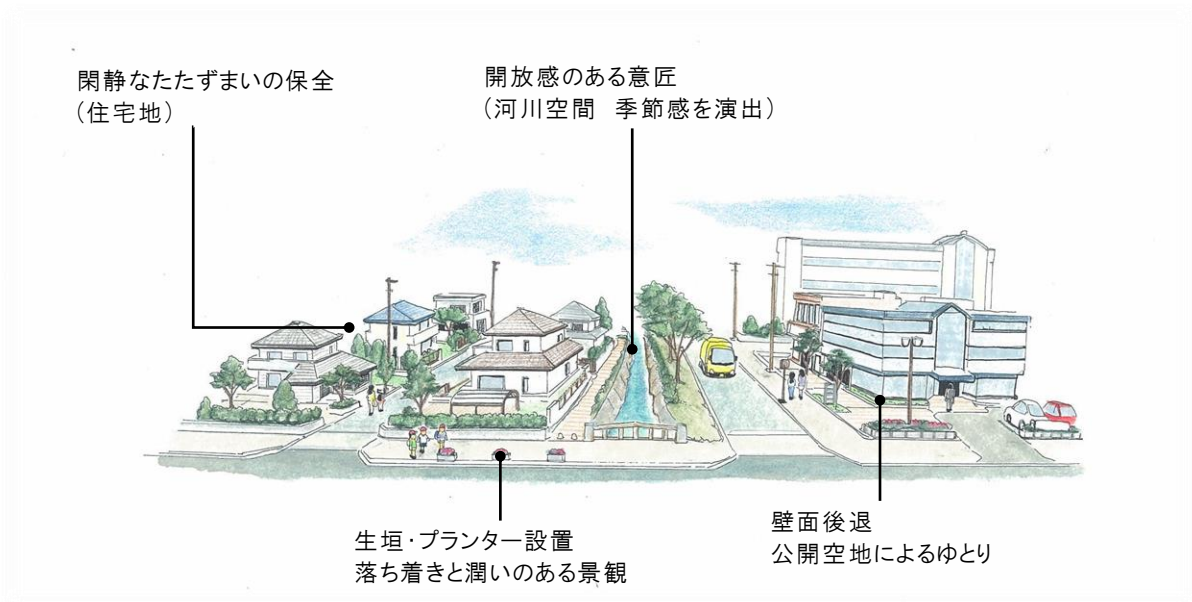 閑静なたたずまいの保全
（住宅地）
開放感のある意匠
（河川空間　季節感を演出）
生垣・プランター設置
落ち着きと潤いのある景観
壁面後退
公開空地によるゆとり